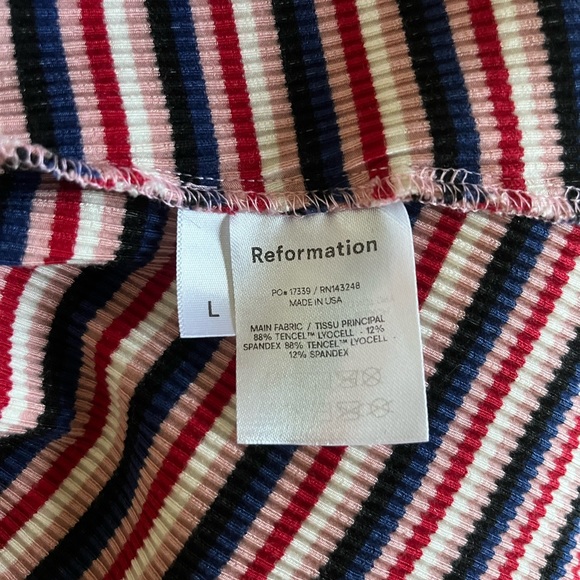 Reformation
PO# 17339 / RN143248
MADE IN USA
L
MAIN FABRIC / TISSU PRINCIPAL
88% TENCEL™ LYOCELL - 12%
SPANDEX 88% TENCEL™ LYOCELL
12% SPANDEX